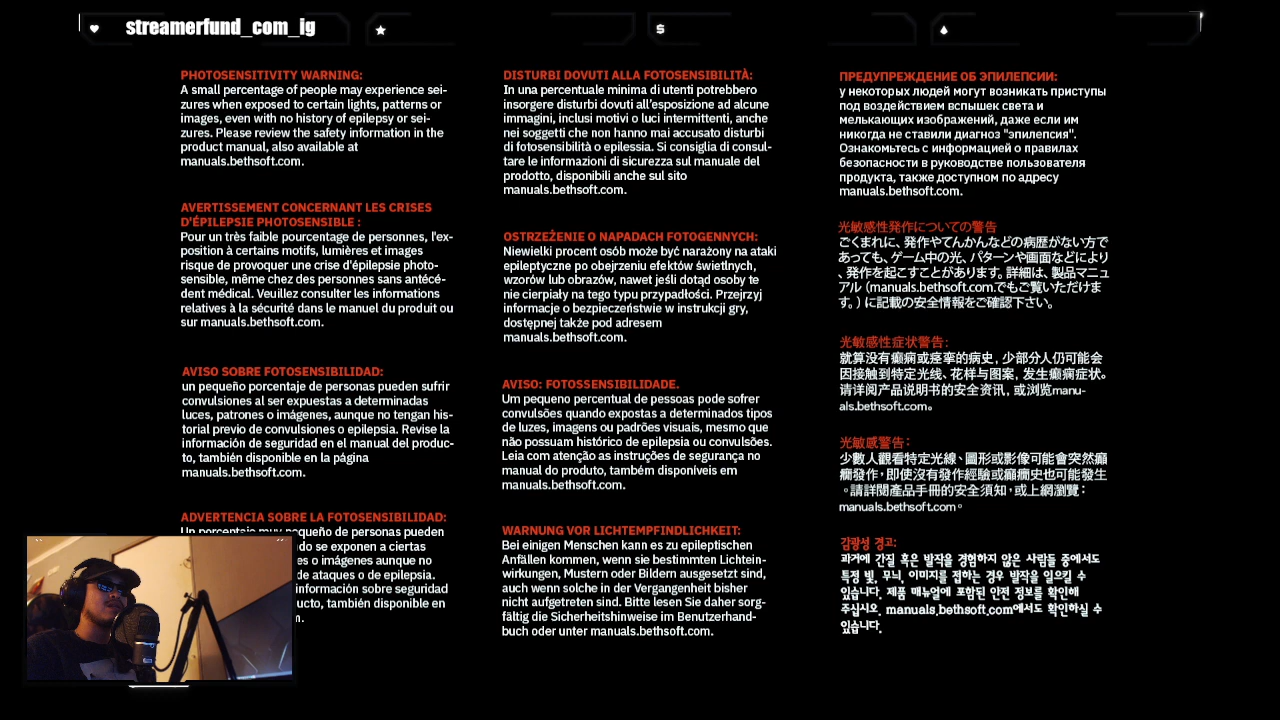 streamerfund_com_ig
PHOTOSENSITIVITY WARNING:
A small percentage of people may experience sei-
zures when exposed to certain lights, patterns or
images, even with no history of epilepsy or sei-
zures. Please review the safety information in the
product manual, also available at
manuals.bethsoft.com.
AVERTISSEMENT CONCERNANT LES CRISES
D'ÉPILEPSIE PHOTOSENSIBLE :
Pour un très faible pourcentage de personnes, l'ex-
position à certains motifs, lumières et images
risque de provoquer une crise d'épilepsie photo-
sensible, même chez des personnes sans antécé-
dent médical. Veuillez consulter les informations
relatives à la sécurité dans le manuel du produit ou
sur manuals.bethsoft.com.
AVISO SOBRE FOTOSENSIBILIDAD:
un pequeño porcentaje de personas pueden sufrir
convulsiones al ser expuestas a determinadas
luces, patrones o imágenes, aunque no tengan his-
torial previo de convulsiones o epilepsia. Revise la
información de seguridad en el manual del produc-
to, también disponible en la página
manuals.bethsoft.com.
ADVERTENCIA SOBRE LA FOTOSENSIBILIDAD:
Un porcentaje muy pequeño de personas pueden
do se exponen a ciertas
es o imágenes aunque no
de ataques o de epilepsia.
información sobre seguridad
ucto, también disponible en
m.
DISTURBI DOVUTI ALLA FOTOSENSIBILITÀ:
In una percentuale minima di utenti potrebbero
insorgere disturbi dovuti all'esposizione ad alcune
immagini, inclusi motivi o luci intermittenti, anche
nei soggetti che non hanno mai accusato disturbi
di fotosensibilità o epilessia. Si consiglia di consul-
tare le informazioni di sicurezza sul manuale del
prodotto, disponibili anche sul sito
manuals.bethsoft.com.
OSTRZEŻENIE O NAPADACH FOTOGENNYCH:
Niewielki procent osób może być narażony na ataki
epileptyczne po obejrzeniu efektów świetlnych,
wzorów lub obrazów, nawet jeśli dotąd osoby te
nie cierpiały na tego typu przypadłości. Przejrzyj
informacje o bezpieczeństwie w instrukcji gry,
dostępnej także pod adresem
manuals.bethsoft.com.
AVISO: FOTOSSENSIBILIDADE.
Um pequeno percentual de pessoas pode sofrer
convulsões quando expostas a determinados tipos
de luzes, imagens ou padrões visuais, mesmo que
não possuam histórico de epilepsia ou convulsões.
Leia com atenção as instruções de segurança no
manual do produto, também disponíveis em
manuals.bethsoft.com.
WARNUNG VOR LICHTEMPFINDLICHKEIT:
Bei einigen Menschen kann es zu epileptischen
Anfällen kommen, wenn sie bestimmten Lichtein-
wirkungen, Mustern oder Bildern ausgesetzt sind,
auch wenn solche in der Vergangenheit bisher
nicht aufgetreten sind. Bitte lesen Sie daher sorg-
fältig die Sicherheitshinweise im Benutzerhand-
buch oder unter manuals.bethsoft.com.
ПРЕДУПРЕЖДЕНИЕ ОБ ЭПИЛЕПСИИ:
у некоторых людей могут возникать приступы
под воздействием вспышек света и
мелькающих изображений, даже если им
никогда не ставили диагноз "эпилепсия".
Ознакомьтесь с информацией о правилах
безопасности в руководстве пользователя
продукта, также доступном по адресу
manuals.bethsoft.com.
光敏感性発作についての警告
ごくまれに、発作やてんかんなどの病歴がない方で
あっても、ゲーム中の光、パターンや画面などにより
、発作を起こすことがあります。詳細は、製品マニュ
アル（manuals.bethsoft.comでもご覧いただけま
す。）に記載の安全情報をご確認下さい。
光敏感性症状警告:
就算没有癫痫或痉挛的病史，少部分人仍可能会
因接触到特定光线、花样与图案，发生癫痫症状。
请详阅产品说明书的安全资讯，或浏览manu-
als.bethsoft.com。
光敏感警告：
少數人觀看特定光線、圖形或影像可能會突然癲
癇發作，即使沒有發作經驗或癲癇史也可能發生
。請詳閱產品手冊的安全須知，或上網瀏覽：
manuals.bethsoft.com。
감광성 경고:
과거에 간질 혹은 발작을 경험하지 않은 사람들 중에서도
특정 빛, 무늬, 이미지를 접하는 경우 발작을 일으킬 수
있습니다. 제품 매뉴얼에 포함된 안전 정보를 확인해
주십시오. manuals.bethsoft.com에서도 확인하실 수
있습니다.